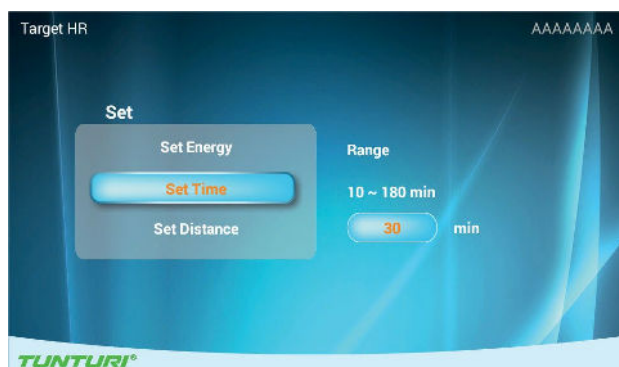 Target HR
AAAAAAAA
Set
Set Energy
Set Time
Set Distance
Range
10 ~ 180 min
30 min
TUNTURI®